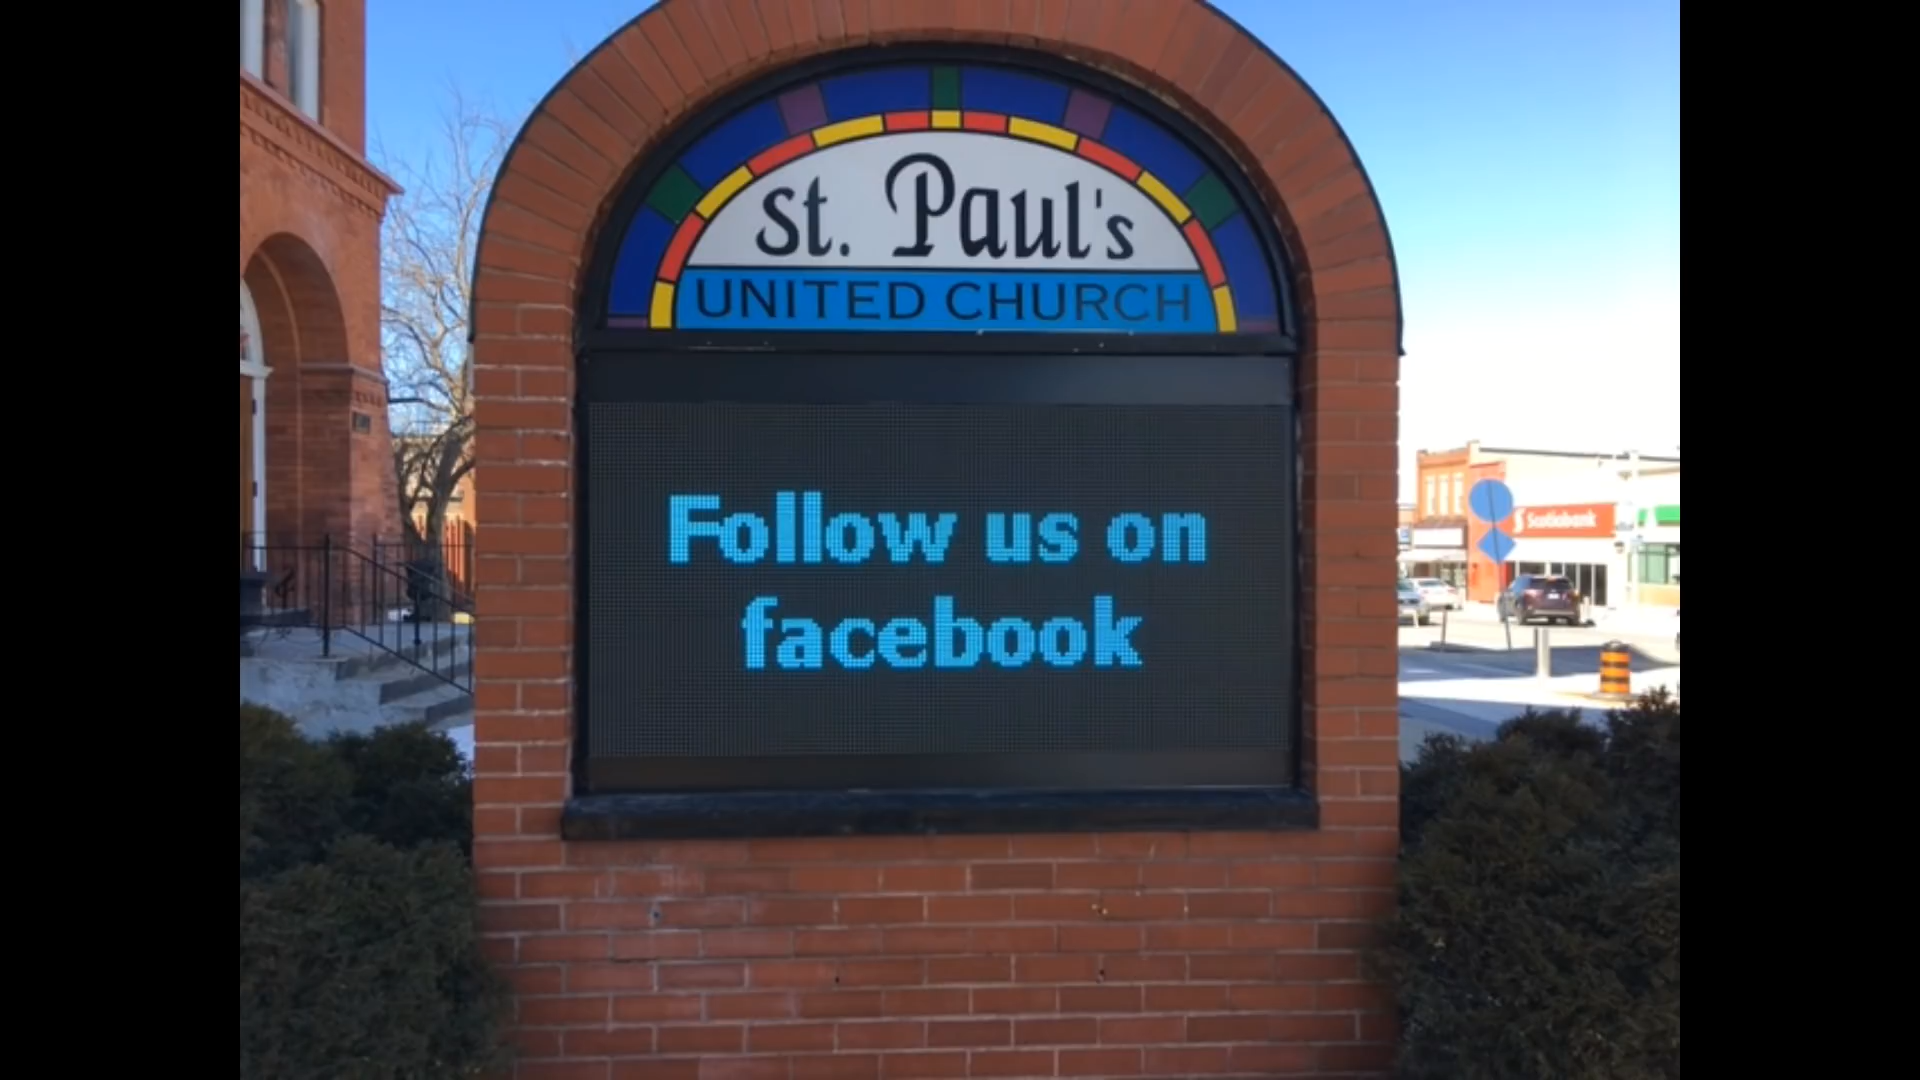 St. Paul's
UNITED CHURCH
Follow us on
facebook
Scotiabank